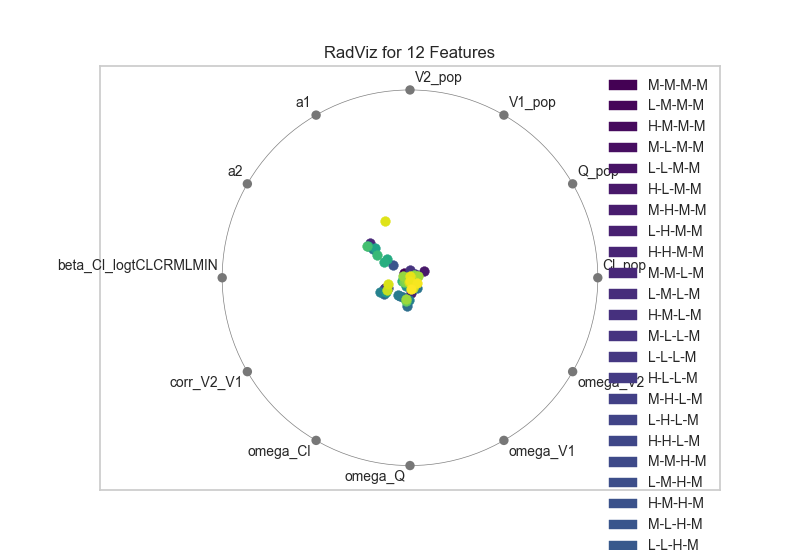 RadViz for 12 Features
V2_pop
V1_pop
a1
Q_pop
a2
Cl_pop
beta_Cl_logtCLCRMLMIN
corr_V2_V1
omega_V2
omega_Cl
omega_V1
omega_Q
M-M-M-M
L-M-M-M
H-M-M-M
M-L-M-M
L-L-M-M
H-L-M-M
M-H-M-M
L-H-M-M
H-H-M-M
M-M-L-M
L-M-L-M
H-M-L-M
M-L-L-M
L-L-L-M
H-L-L-M
M-H-L-M
L-H-L-M
H-H-L-M
M-M-H-M
L-M-H-M
H-M-H-M
M-L-H-M
L-L-H-M